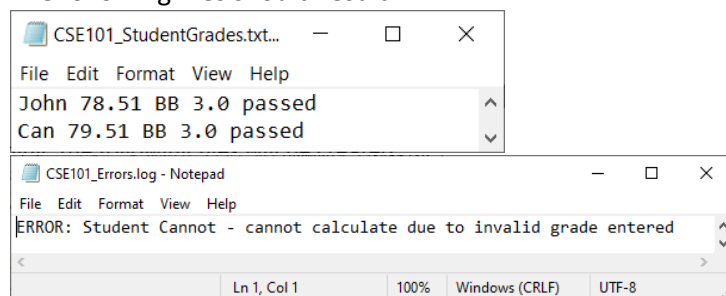 CSE101_StudentGrades.txt...
File Edit Format View Help
John 78.51 BB 3.0 passed
Can 79.51 BB 3.0 passed
CSE101_Errors.log - Notepad
File Edit Format View Help
ERROR: Student Cannot - cannot calculate due to invalid grade entered
Ln 1, Col 1 100% Windows (CRLF) UTF-8